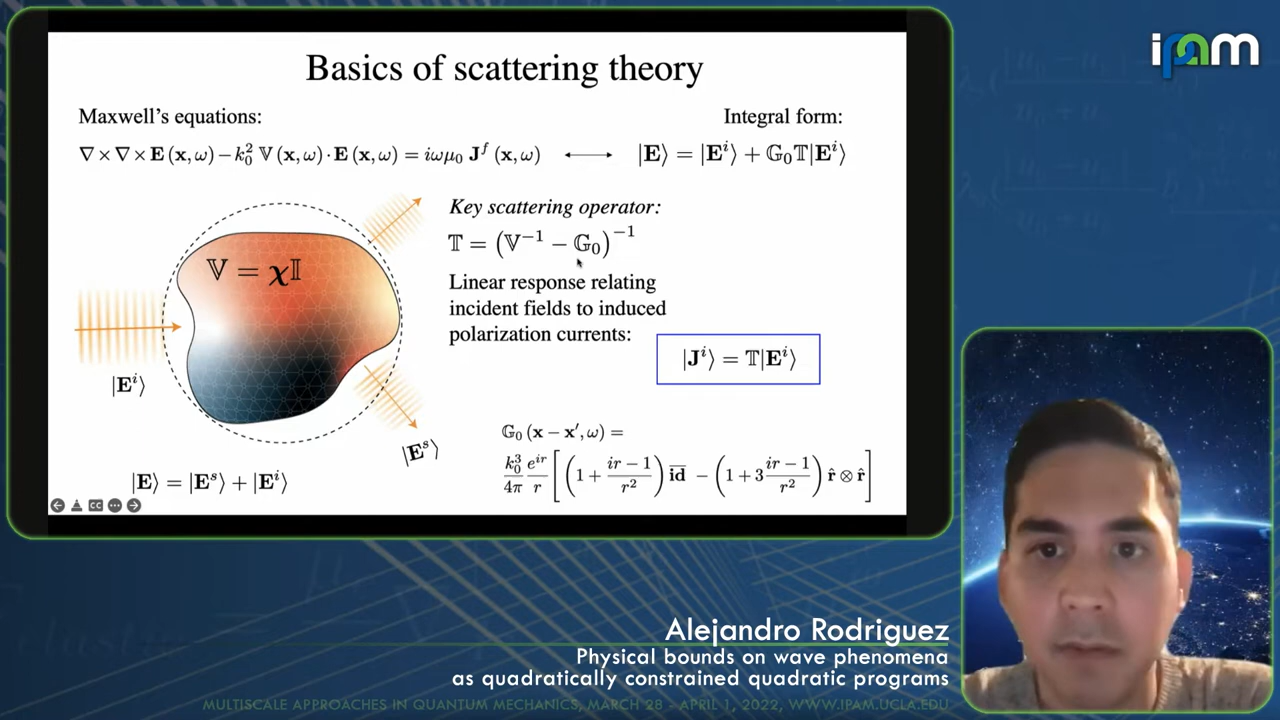 Basics of scattering theory
Maxwell's equations:
Integral form:
∇ × ∇ × E (x, ω) − k₀² 𝕍 (x, ω) · E (x, ω) = iωμ₀ Jᶠ (x, ω) ⟷ |E⟩ = |Eⁱ⟩ + 𝔾₀𝕋|Eⁱ⟩
Key scattering operator:
𝕋 = (𝕍⁻¹ − 𝔾₀)⁻¹
𝕍 = χ𝕀
Linear response relating
incident fields to induced
polarization currents:
|Jⁱ⟩ = 𝕋|Eⁱ⟩
|Eⁱ⟩
|Eˢ⟩
|E⟩ = |Eˢ⟩ + |Eⁱ⟩
𝔾₀ (x − x′, ω) =
k₀³/4π e^{ir}/r [ (1 + (ir − 1)/r²) i̅d̅ − (1 + 3 (ir − 1)/r²) r̂ ⊗ r̂ ]
CC
ipam
Alejandro Rodriguez
Physical bounds on wave phenomena
as quadratically constrained quadratic programs
MULTISCALE APPROACHES IN QUANTUM MECHANICS, MARCH 28 - APRIL 1, 2022, WWW.IPAM.UCLA.EDU